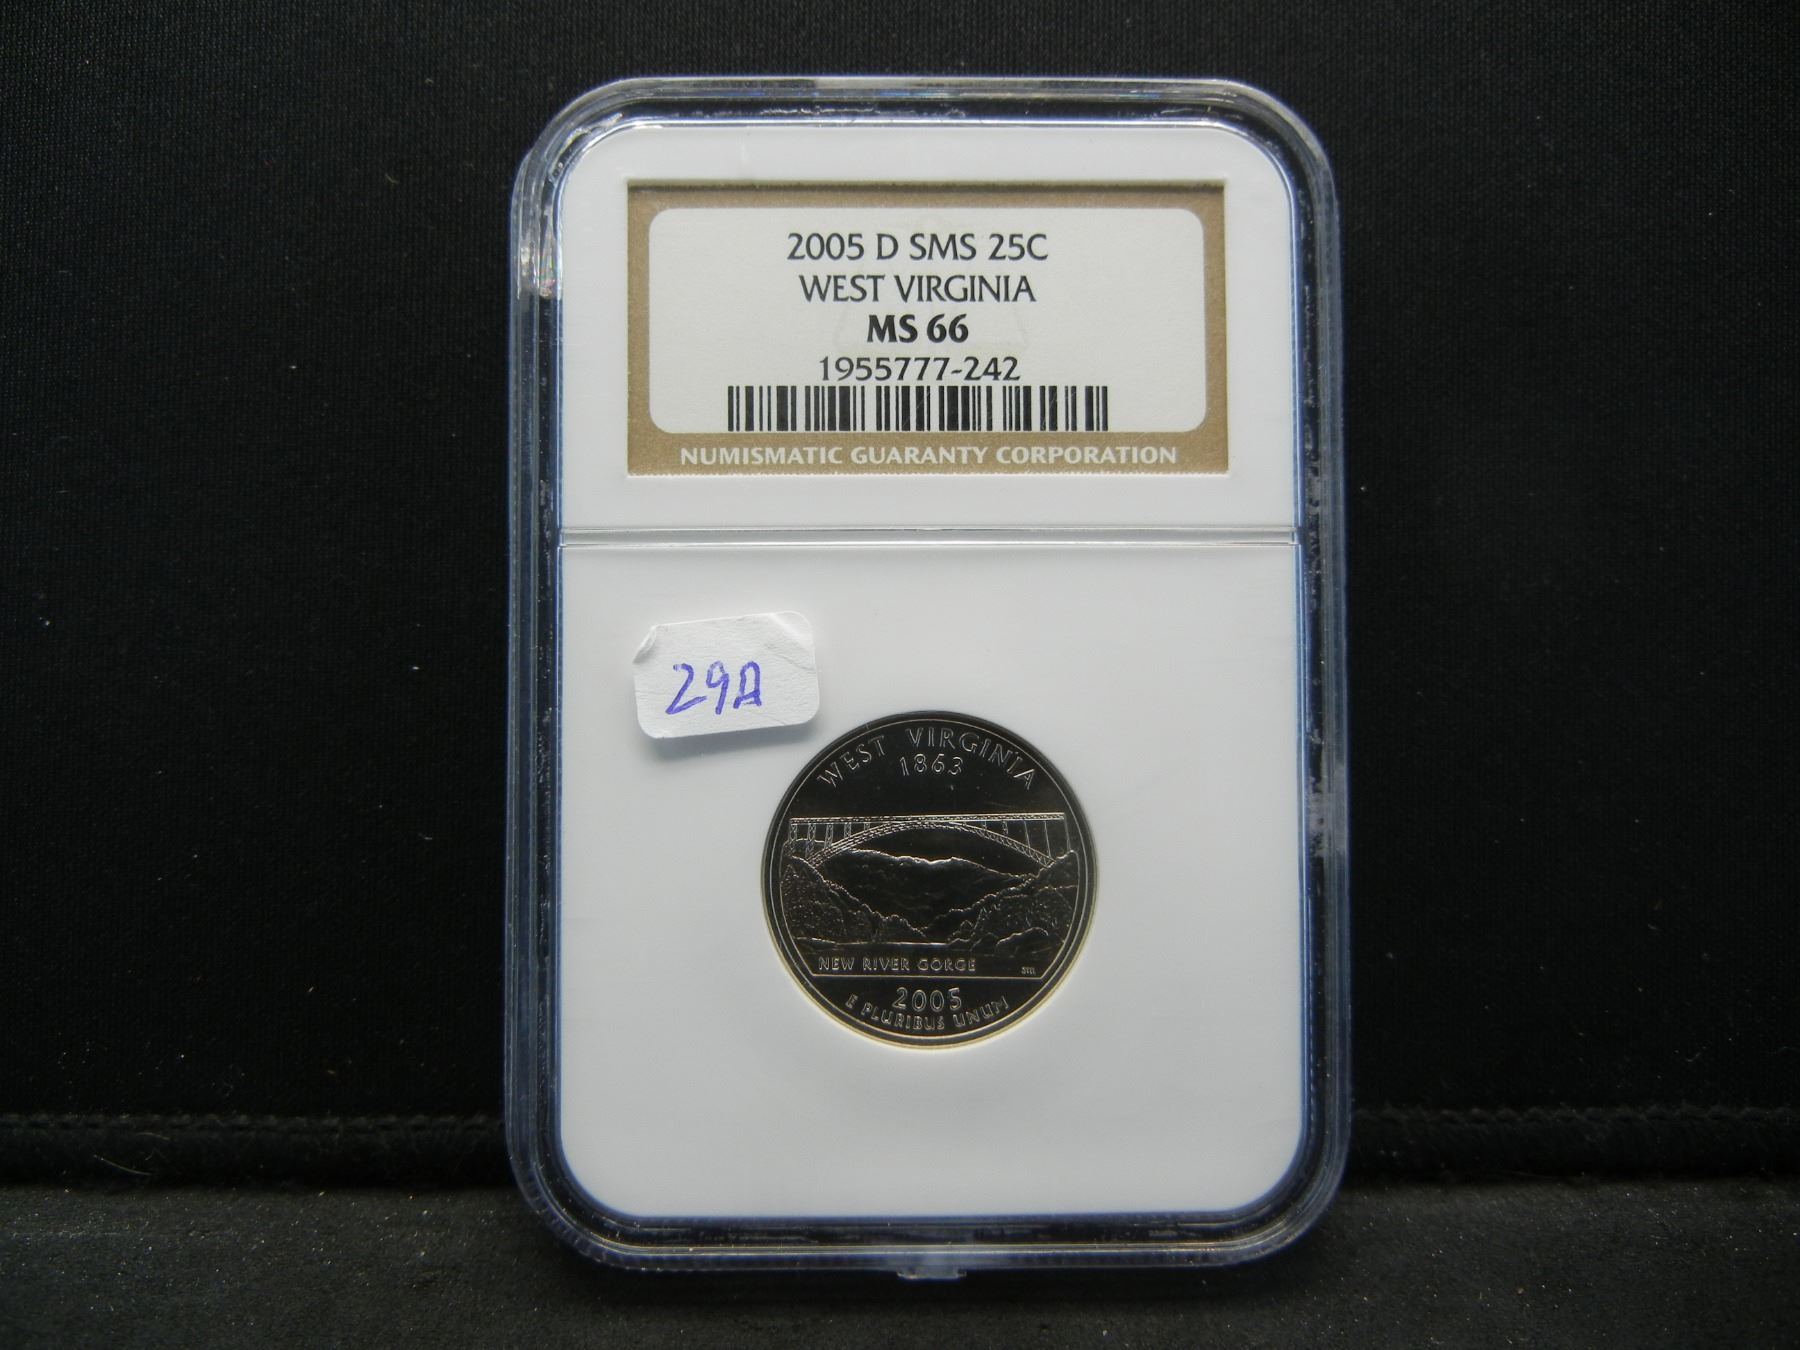 2005 D SMS 25C
WEST VIRGINIA
MS 66
1955777-242
NUMISMATIC GUARANTY CORPORATION
29A
WEST VIRGINIA
1863
NEW RIVER GORGE
2005
E PLURIBUS UNUM